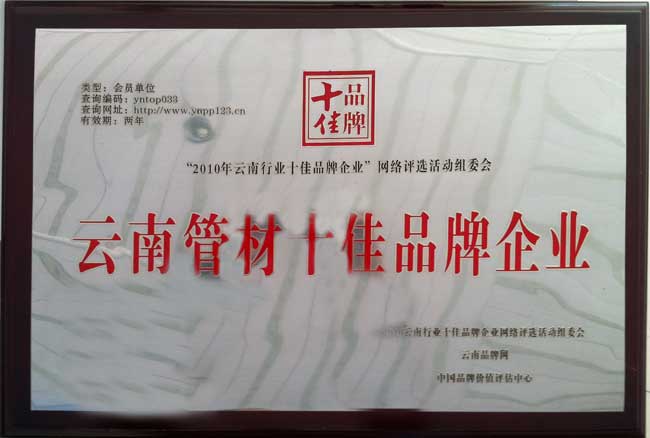 类型：会员单位
查询编码：yntop033
查询网址：http://www.ynpp123.cn
有效期：两年
十佳品牌
“2010年云南行业十佳品牌企业”网络评选活动组委会
云南管材十佳品牌企业
云南行业十佳品牌企业网络评选活动组委会
云南品牌网
中国品牌价值评估中心